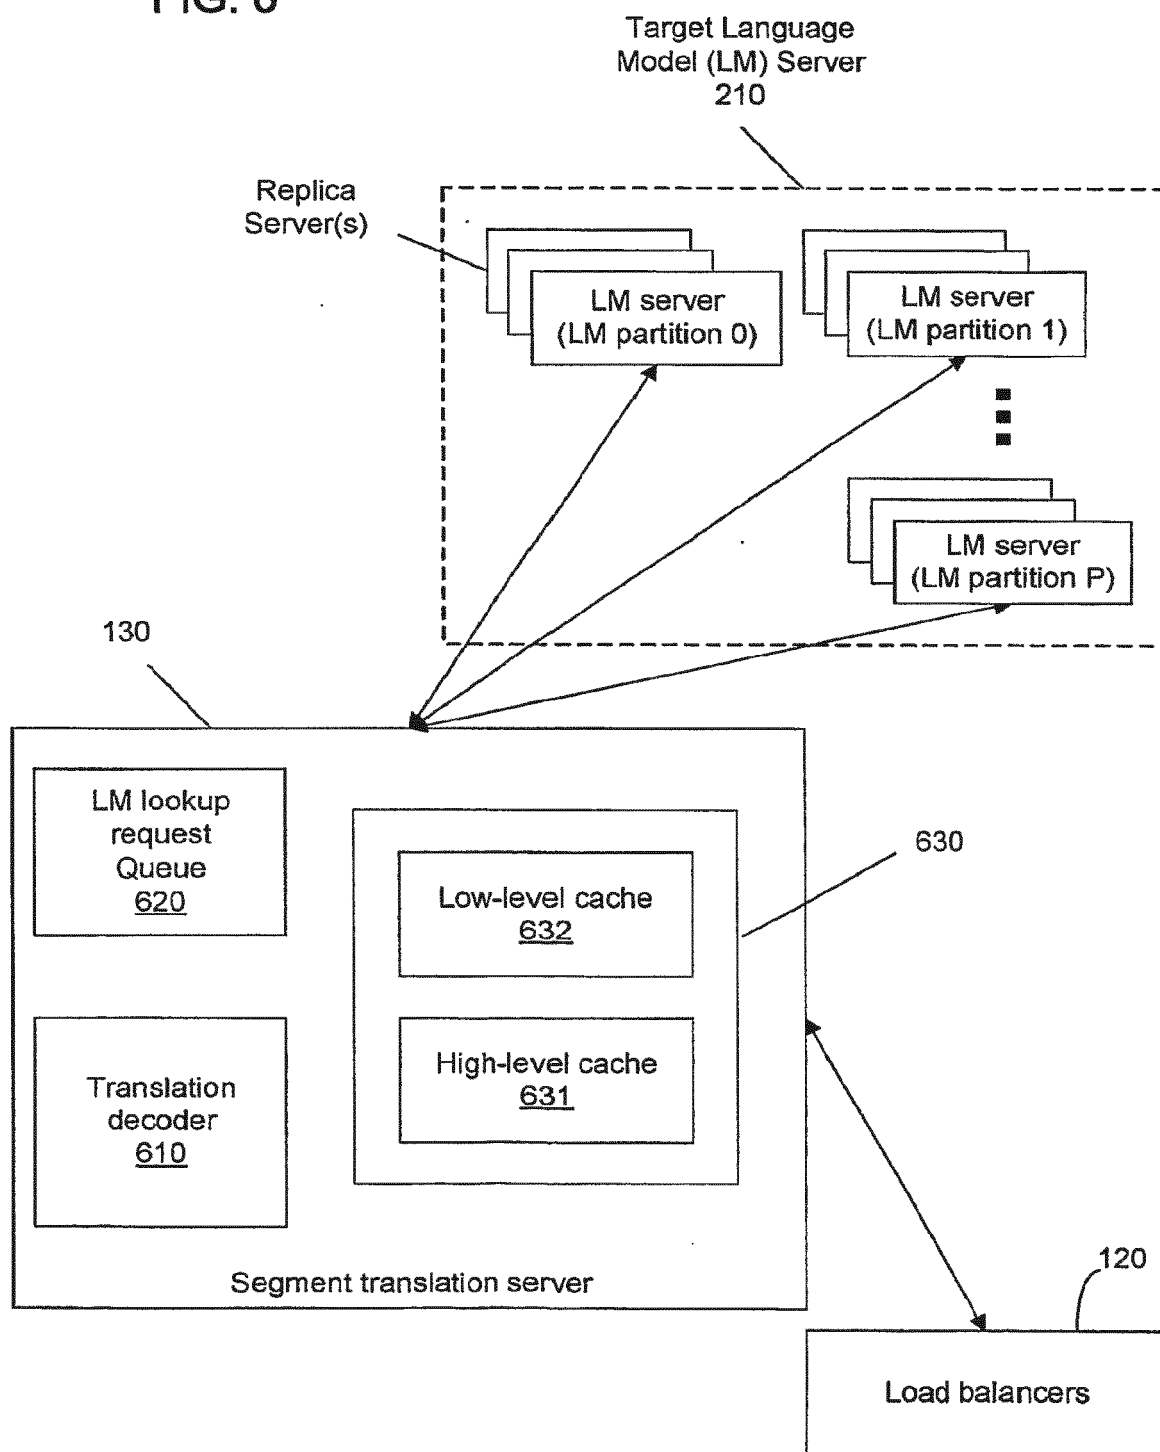 FIG. 6
Target Language
Model (LM) Server
210
Replica
Server(s)
LM server
(LM partition 0)
LM server
(LM partition 1)
LM server
(LM partition P)
130
LM lookup
request
Queue
620
630
Low-level cache
632
High-level cache
631
Translation
decoder
610
Segment translation server
120
Load balancers